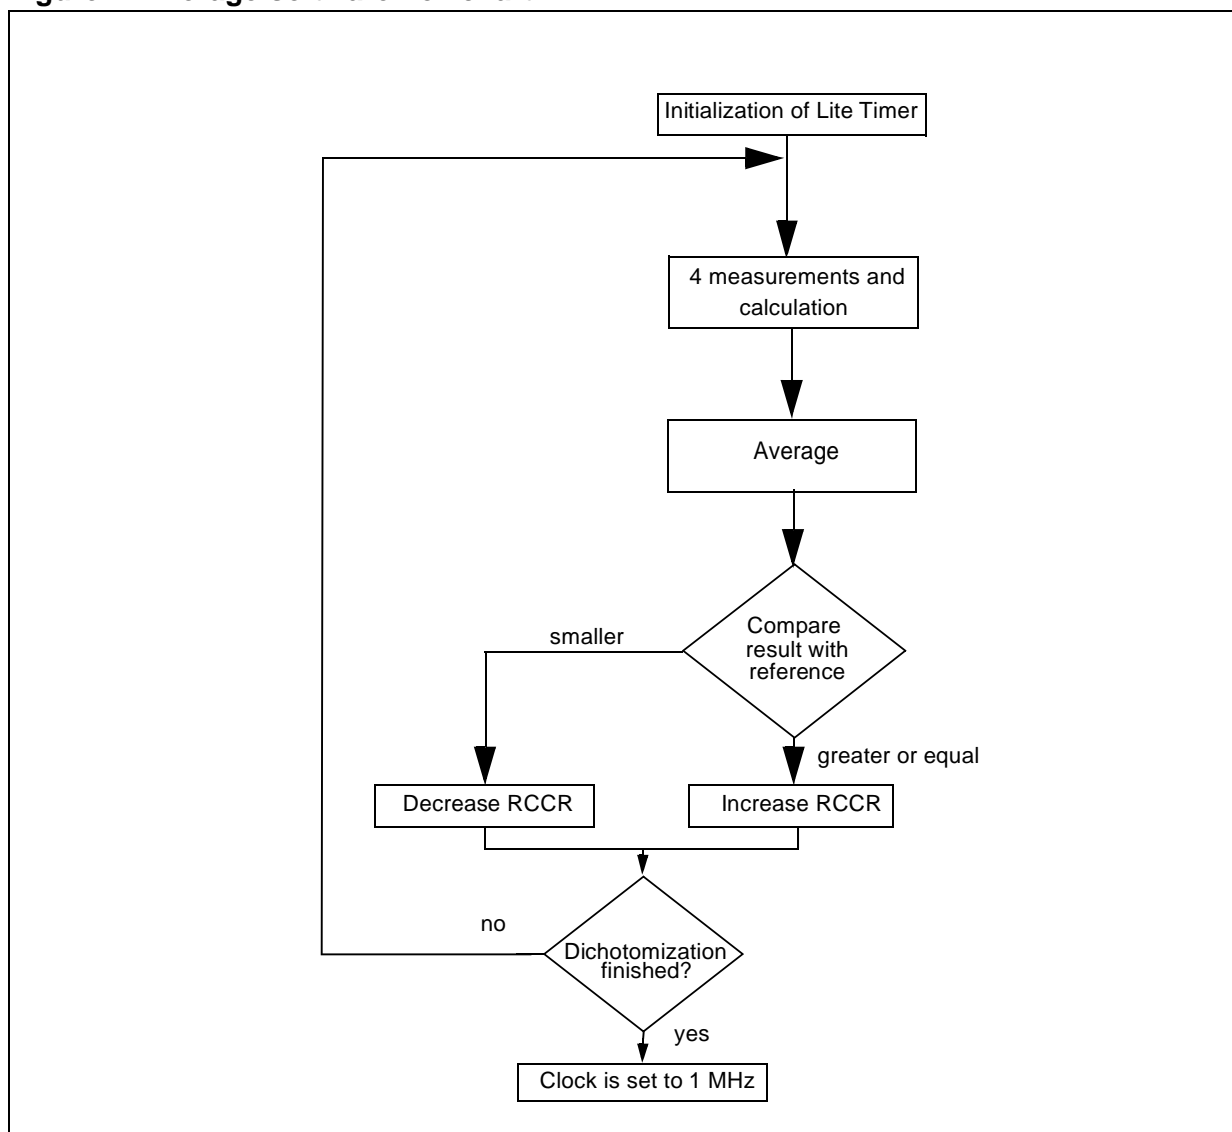 Initialization of Lite Timer
4 measurements and
calculation
Average
Compare
result with
reference
smaller
greater or equal
Decrease RCCR
Increase RCCR
no
Dichotomization
finished?
yes
Clock is set to 1 MHz